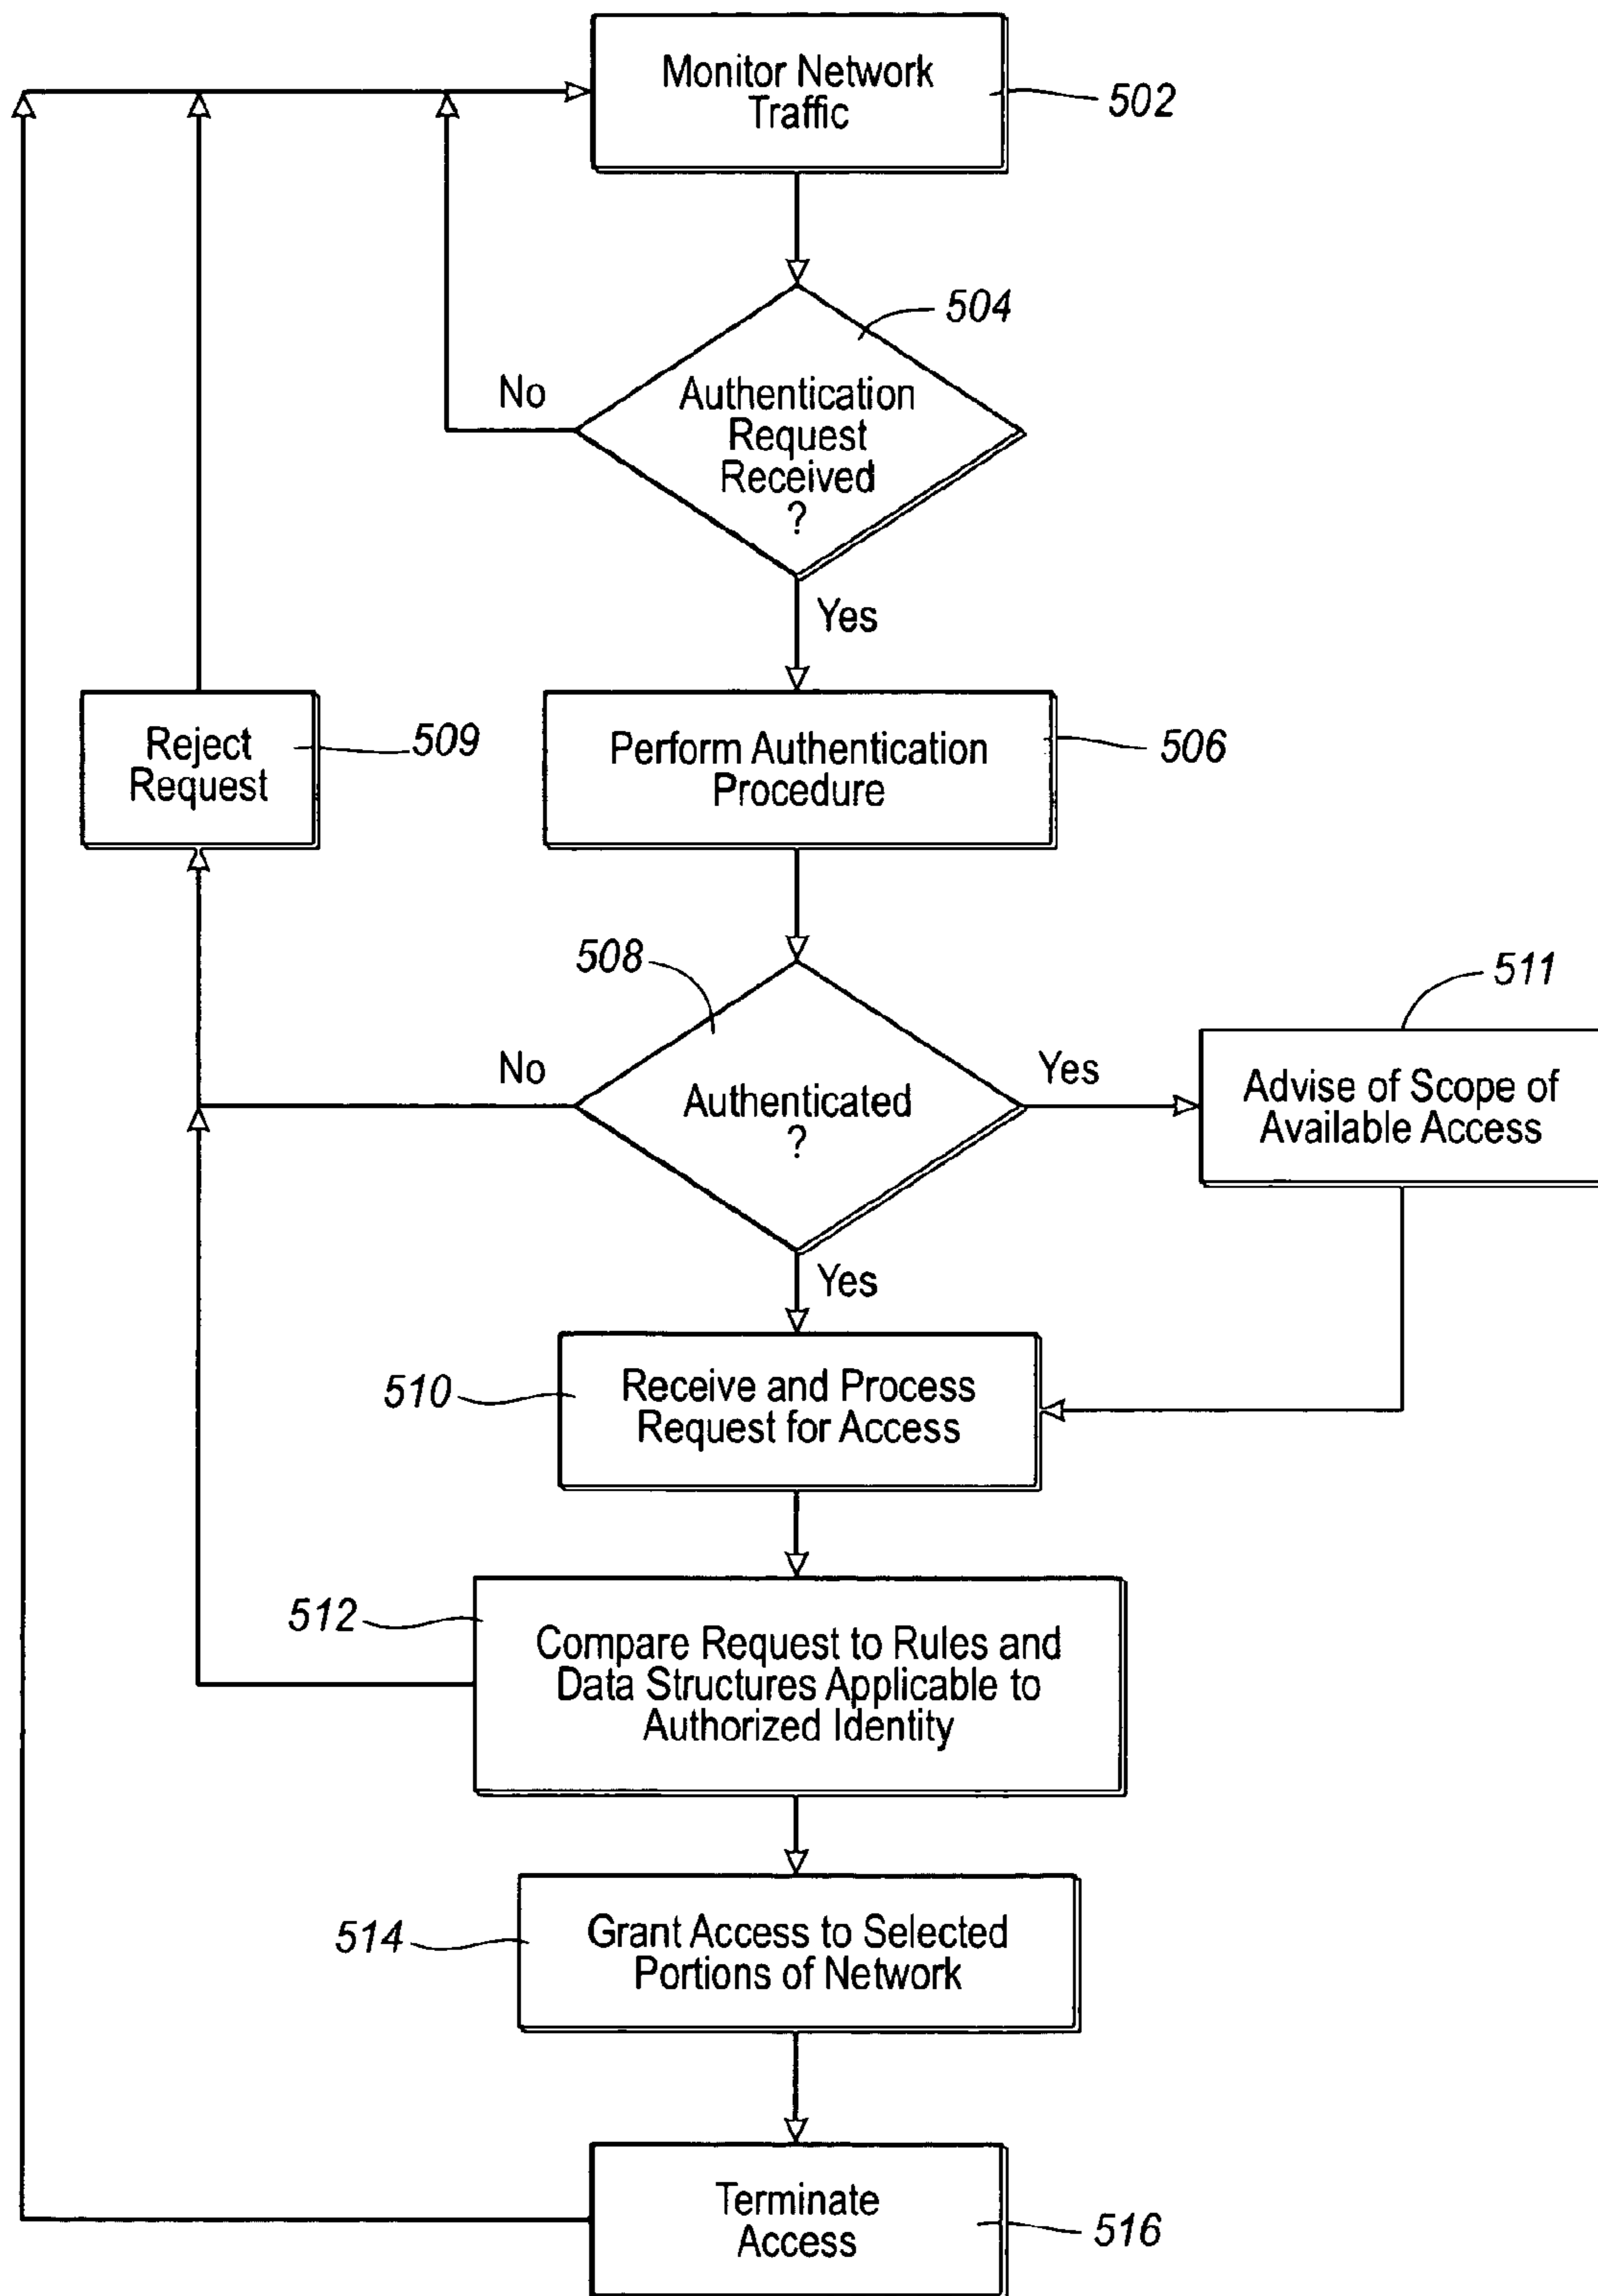 Monitor Network
Traffic
502
504
No
Authentication
Request
Received
?
Yes
Reject
Request
509
Perform Authentication
Procedure
506
508
511
No
Yes
Authenticated
?
Advise of Scope of
Available Access
Yes
510
Receive and Process
Request for Access
512
Compare Request to Rules and
Data Structures Applicable to
Authorized Identity
514
Grant Access to Selected
Portions of Network
Terminate
Access
516